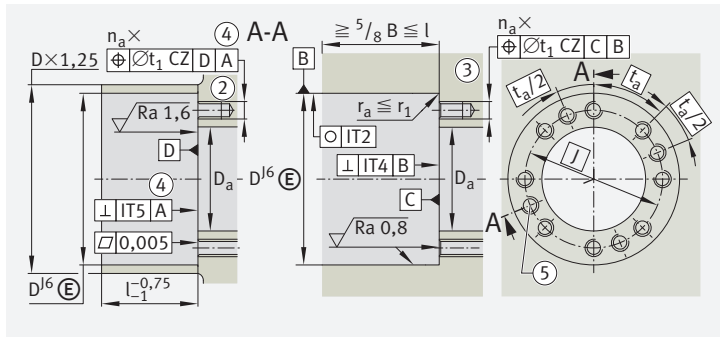 nₐ× ④ A-A
D×1,25 ⌖ ∅t₁ CZ D A
②
Ra 1,6
D
④
⊥ IT5 A
⏥ 0,005
Dₐ
Dᴶ⁶ Ⓔ
l −0,75 −1
≧ ⁵/₈ B ≦ l
B
rₐ ≦ r₁
○ IT2
⊥ IT4 B
Dᴶ⁶ Ⓔ
Dₐ
C
Ra 0,8
nₐ×
⌖ ∅t₁ CZ C B
③
A
tₐ/2
tₐ
tₐ/2
J
A
⑤